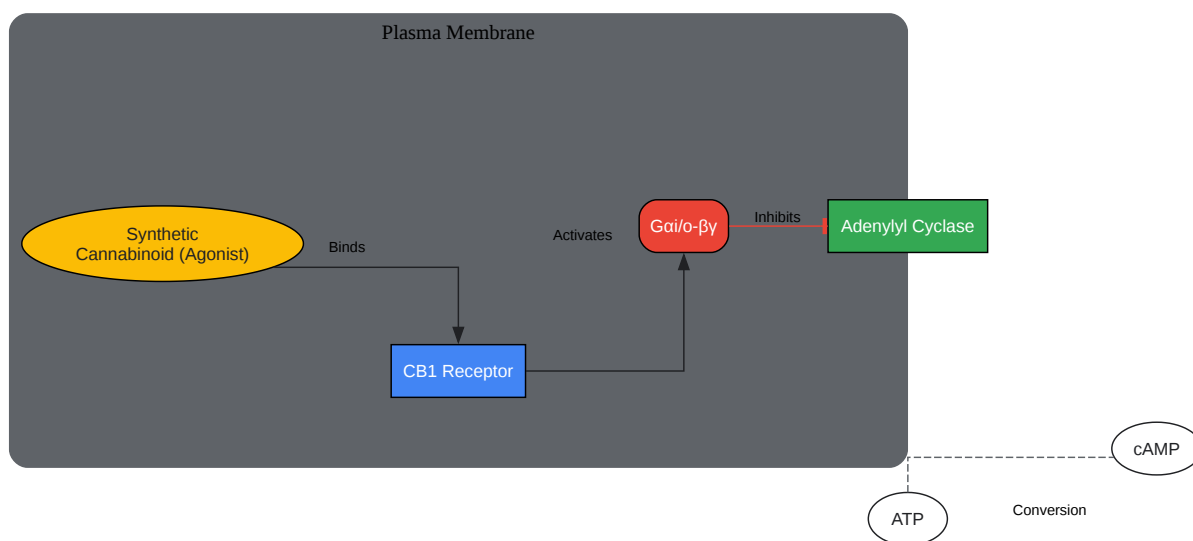 Plasma Membrane
Synthetic
Cannabinoid (Agonist)
Binds
CB1 Receptor
Activates
Gαi/o-βγ
Inhibits
Adenylyl Cyclase
ATP
Conversion
cAMP